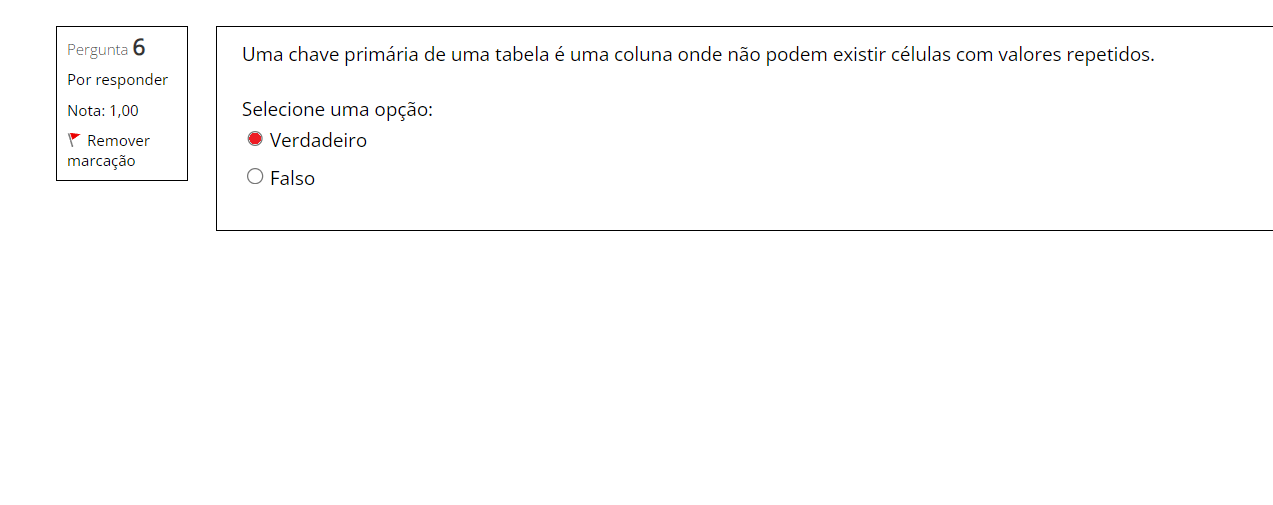 Pergunta 6
Por responder
Nota: 1,00
Remover
marcação
Uma chave primária de uma tabela é uma coluna onde não podem existir células com valores repetidos.
Selecione uma opção:
Verdadeiro
Falso